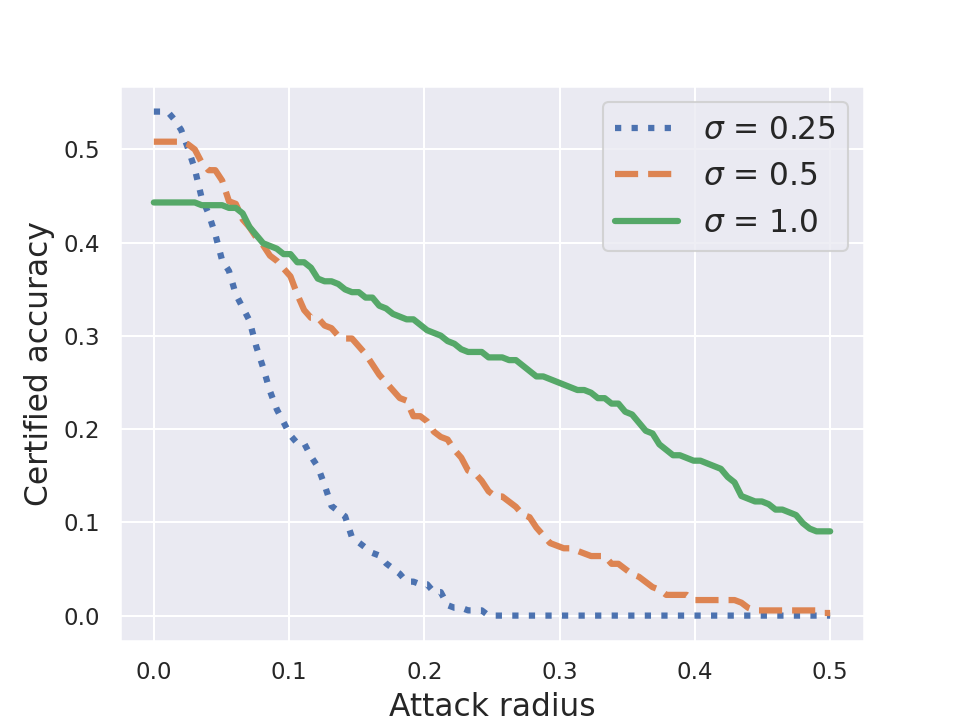 σ = 0.25
σ = 0.5
σ = 1.0
Certified accuracy
0.5
0.4
0.3
0.2
0.1
0.0
0.0 0.1 0.2 0.3 0.4 0.5
Attack radius